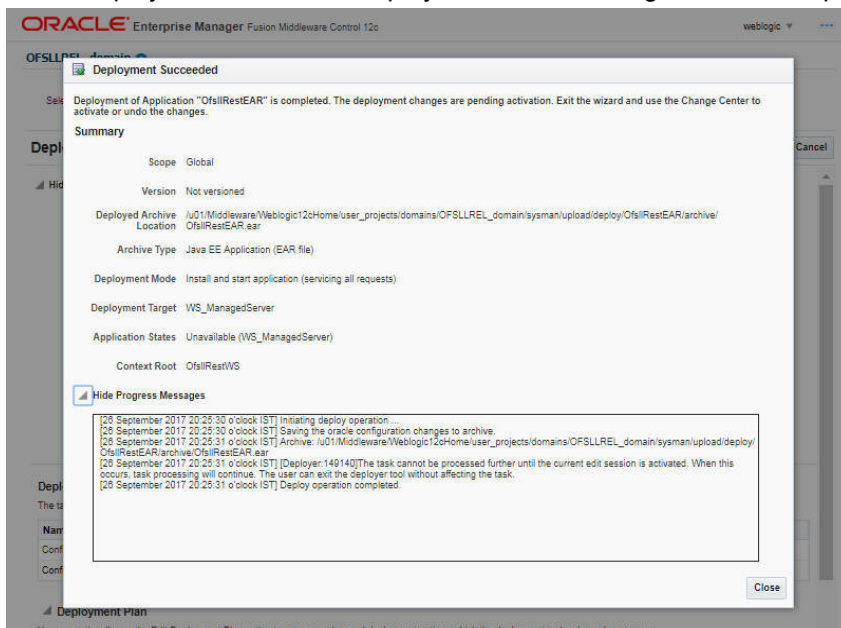 ORACLE Enterprise Manager Fusion Middleware Control 12c
weblogic
Deployment Succeeded
Deployment of Application "OfsllRestEAR" is completed. The deployment changes are pending activation. Exit the wizard and use the Change Center to
activate or undo the changes.
Summary
Cancel
Scope Global
Version Not versioned
Deployed Archive /u01/Middleware/Weblogic12cHome/user_projects/domains/OFSLLREL_domain/sysman/upload/deploy/OfsllRestEAR/archive/
Location OfsllRestEAR.ear
Archive Type Java EE Application (EAR file)
Deployment Mode Install and start application (servicing all requests)
Deployment Target WS_ManagedServer
Application States Unavailable (WS_ManagedServer)
Context Root OfsllRestWS
Hide Progress Messages
[26 September 2017 20:25:30 o'clock IST] Initiating deploy operation ...
[26 September 2017 20:25:30 o'clock IST] Saving the oracle configuration changes to archive.
[26 September 2017 20:25:31 o'clock IST] Archive: /u01/Middleware/Weblogic12cHome/user_projects/domains/OFSLLREL_domain/sysman/upload/deploy/
OfsllRestEAR/archive/OfsllRestEAR.ear
[26 September 2017 20:25:31 o'clock IST] [Deployer:149140]The task cannot be processed further until the current edit session is activated. When this
occurs, task processing will continue. The user can exit the deployer tool without affecting the task.
[26 September 2017 20:25:31 o'clock IST] Deploy operation completed.
Close
Deployment Plan